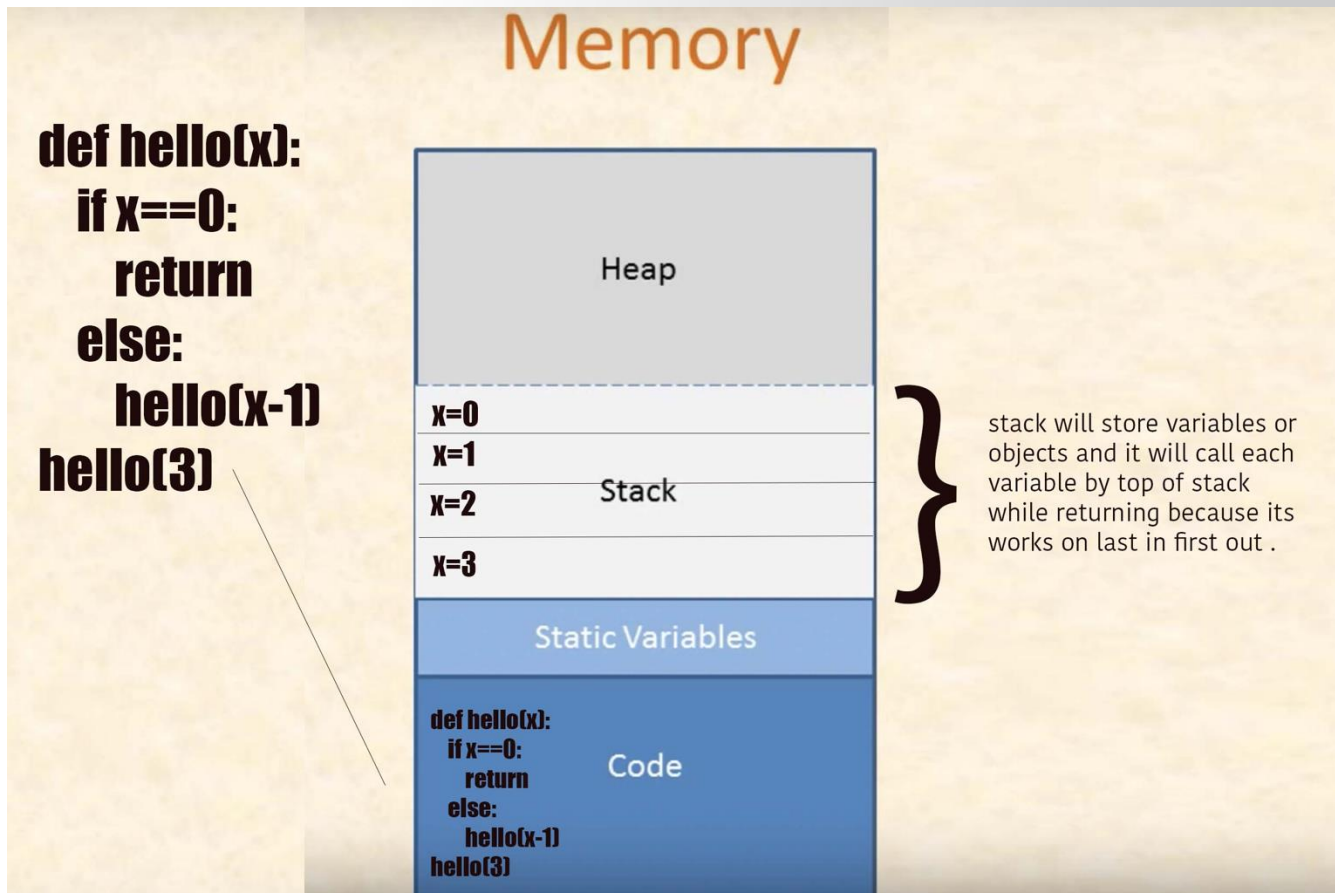 Memory
def hello(x):
if x==0:
return
else:
hello(x-1)
hello(3)
Heap
x=0
x=1
Stack
x=2
x=3
Static Variables
def hello(x):
if x==0:
return
else:
hello(x-1)
hello(3)
Code
stack will store variables or
objects and it will call each
variable by top of stack
while returning because its
works on last in first out .